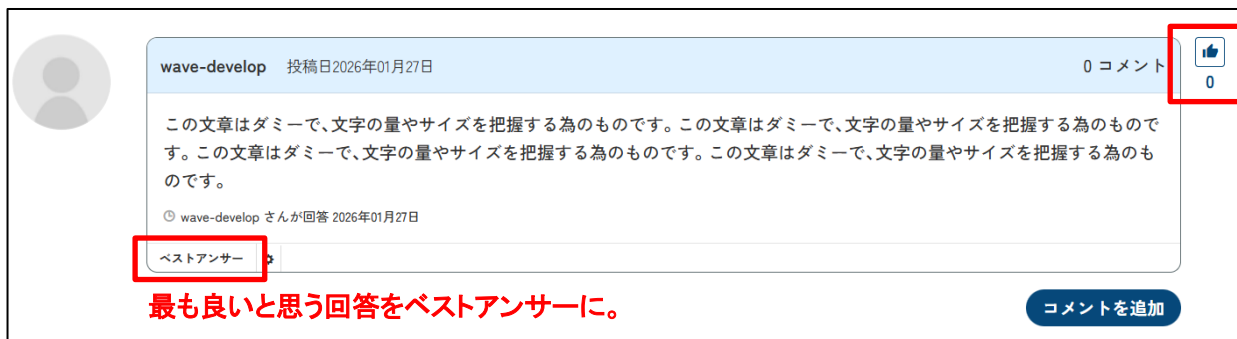 wave-develop 投稿日2026年01月27日 0 コメント
0
この文章はダミーで、文字の量やサイズを把握する為のものです。この文章はダミーで、文字の量やサイズを把握する為のもので
す。この文章はダミーで、文字の量やサイズを把握する為のものです。この文章はダミーで、文字の量やサイズを把握する為のも
のです。
wave-develop さんが回答 2026年01月27日
ベストアンサー
最も良いと思う回答をベストアンサーに。
コメントを追加